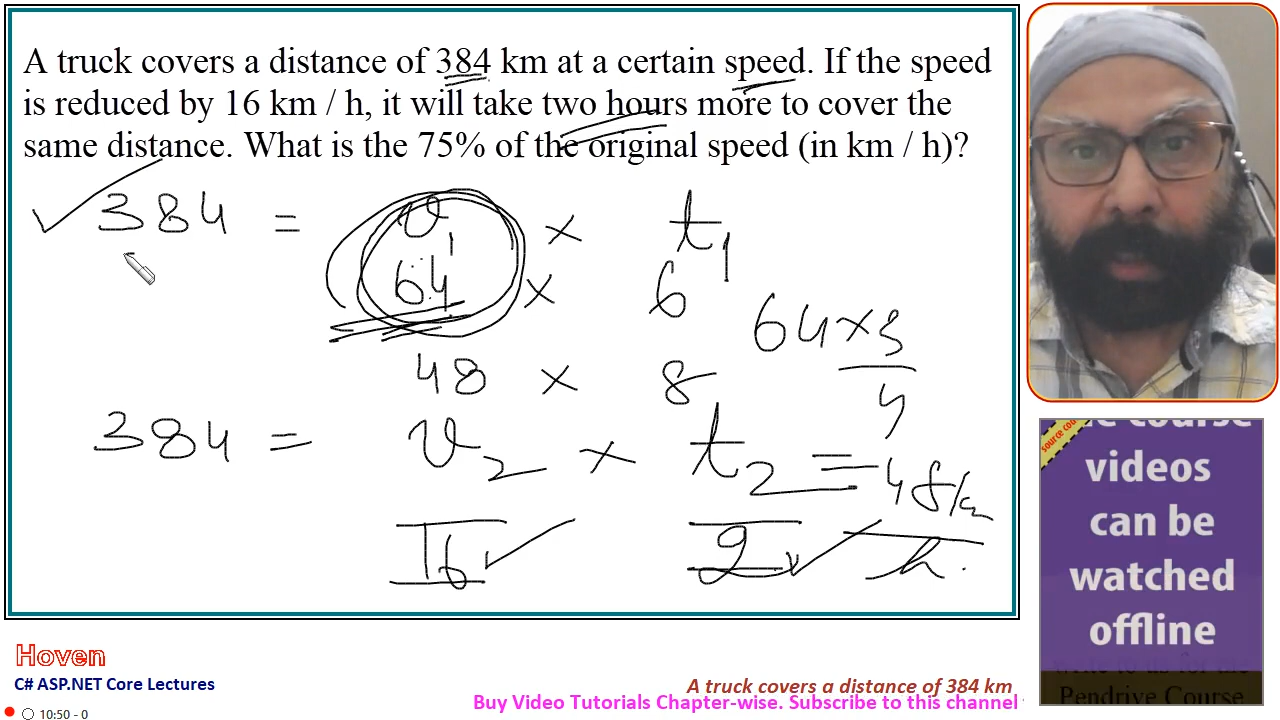 A truck covers a distance of 384 km at a certain speed. If the speed
is reduced by 16 km / h, it will take two hours more to cover the
same distance. What is the 75% of the original speed (in km / h)?
384 = v1 × t1
64 × 6
64 × 3
4
48 × 8
384 = v2 × t2 = 48 km
h.
16 2
source cou
videos
can be
watched
offline
Pendrive Course
Hoven
C# ASP.NET Core Lectures
A truck covers a distance of 384 km
Buy Video Tutorials Chapter-wise. Subscribe to this channel
10:50 - 0